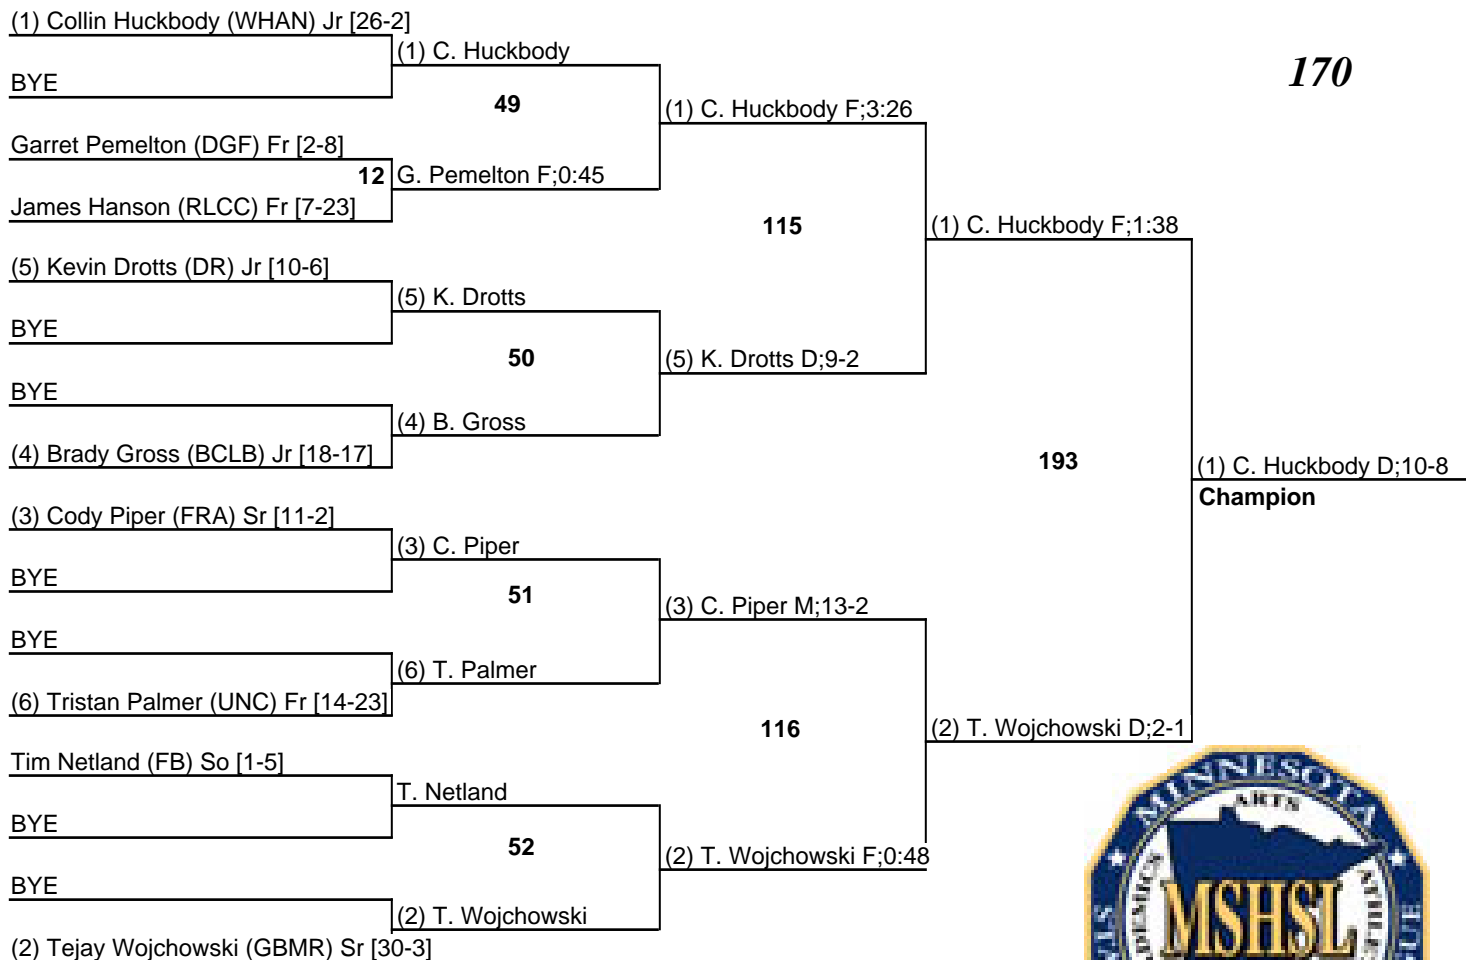 (1) Collin Huckbody (WHAN) Jr [26-2]
BYE
Garret Pemelton (DGF) Fr [2-8]
12
James Hanson (RLCC) Fr [7-23]
(5) Kevin Drotts (DR) Jr [10-6]
BYE
BYE
(4) Brady Gross (BCLB) Jr [18-17]
(3) Cody Piper (FRA) Sr [11-2]
BYE
BYE
(6) Tristan Palmer (UNC) Fr [14-23]
Tim Netland (FB) So [1-5]
BYE
BYE
(2) Tejay Wojchowski (GBMR) Sr [30-3]
(1) C. Huckbody
49
G. Pemelton F;0:45
(5) K. Drotts
50
(4) B. Gross
(3) C. Piper
51
(6) T. Palmer
T. Netland
52
(2) T. Wojchowski
(1) C. Huckbody F;3:26
115
(5) K. Drotts D;9-2
(3) C. Piper M;13-2
116
(2) T. Wojchowski F;0:48
(1) C. Huckbody F;1:38
193
(2) T. Wojchowski D;2-1
170
(1) C. Huckbody D;10-8
Champion
MINNESOTA
ARTS
MSHSL